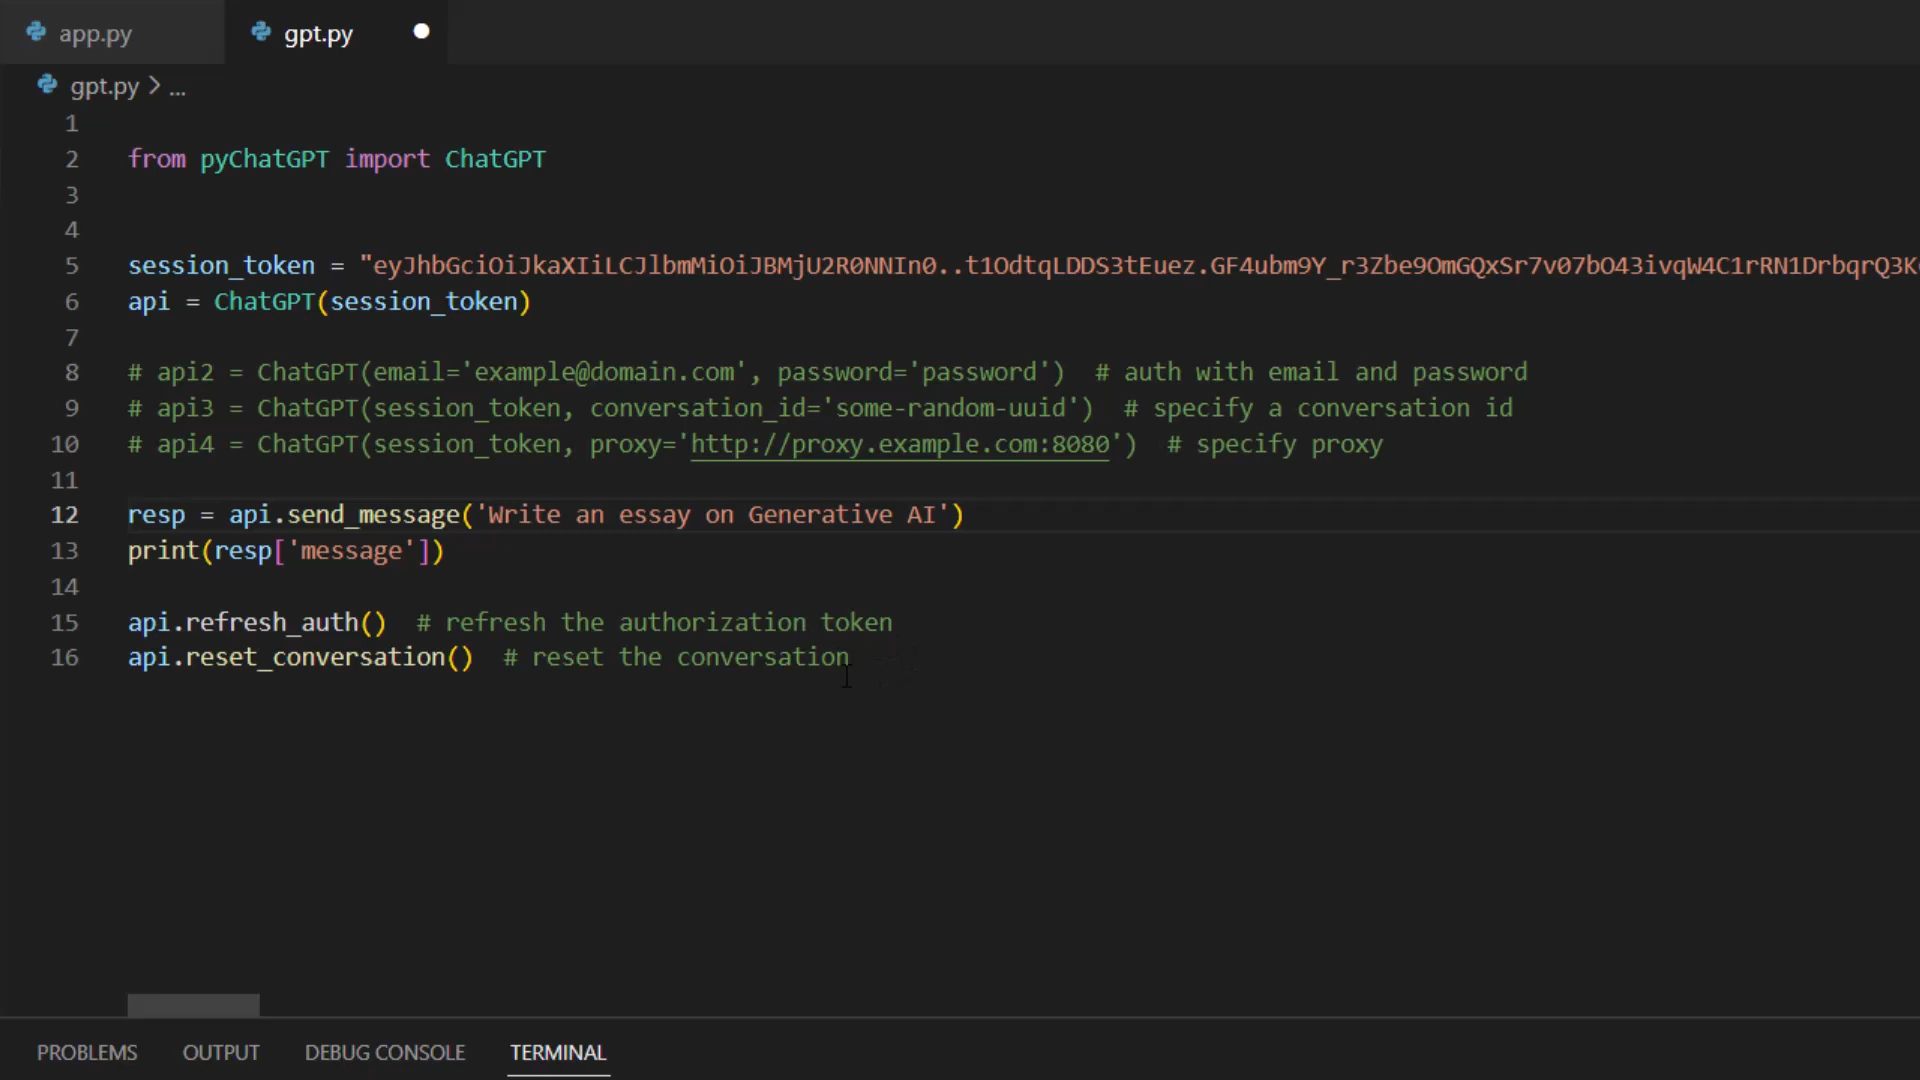 app.py
gpt.py
gpt.py > ...
1
2 from pyChatGPT import ChatGPT
3
4
5 session_token = "eyJhbGciOiJkaXIiLCJlbmMiOiJBMjU2R0NNIn0..t1OdtqLDDS3tEuez.GF4ubm9Y_r3Zbe9OmGQxSr7v07bO43ivqW4C1rRN1DrbqrQ3K
6 api = ChatGPT(session_token)
7
8 # api2 = ChatGPT(email='example@domain.com', password='password') # auth with email and password
9 # api3 = ChatGPT(session_token, conversation_id='some-random-uuid') # specify a conversation id
10 # api4 = ChatGPT(session_token, proxy='http://proxy.example.com:8080') # specify proxy
11
12 resp = api.send_message('Write an essay on Generative AI')
13 print(resp['message'])
14
15 api.refresh_auth() # refresh the authorization token
16 api.reset_conversation() # reset the conversation
PROBLEMS OUTPUT DEBUG CONSOLE TERMINAL